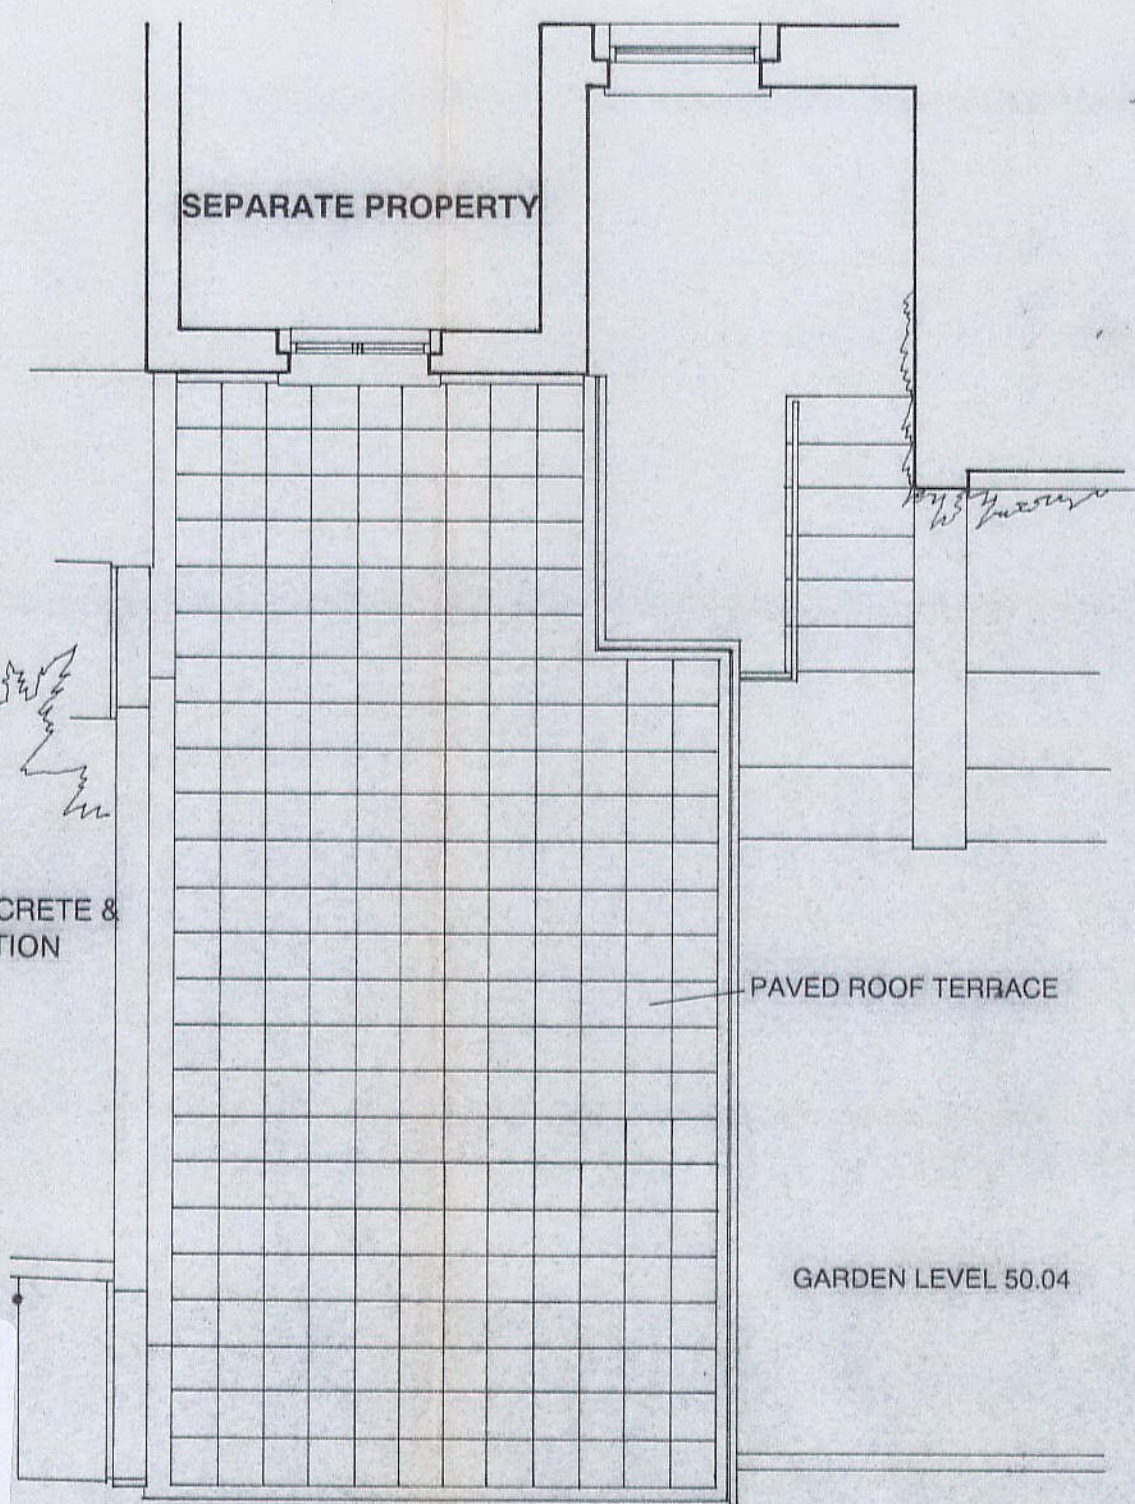 SEPARATE PROPERTY
CRETE &
TION
PAVED ROOF TERRACE
GARDEN LEVEL 50.04